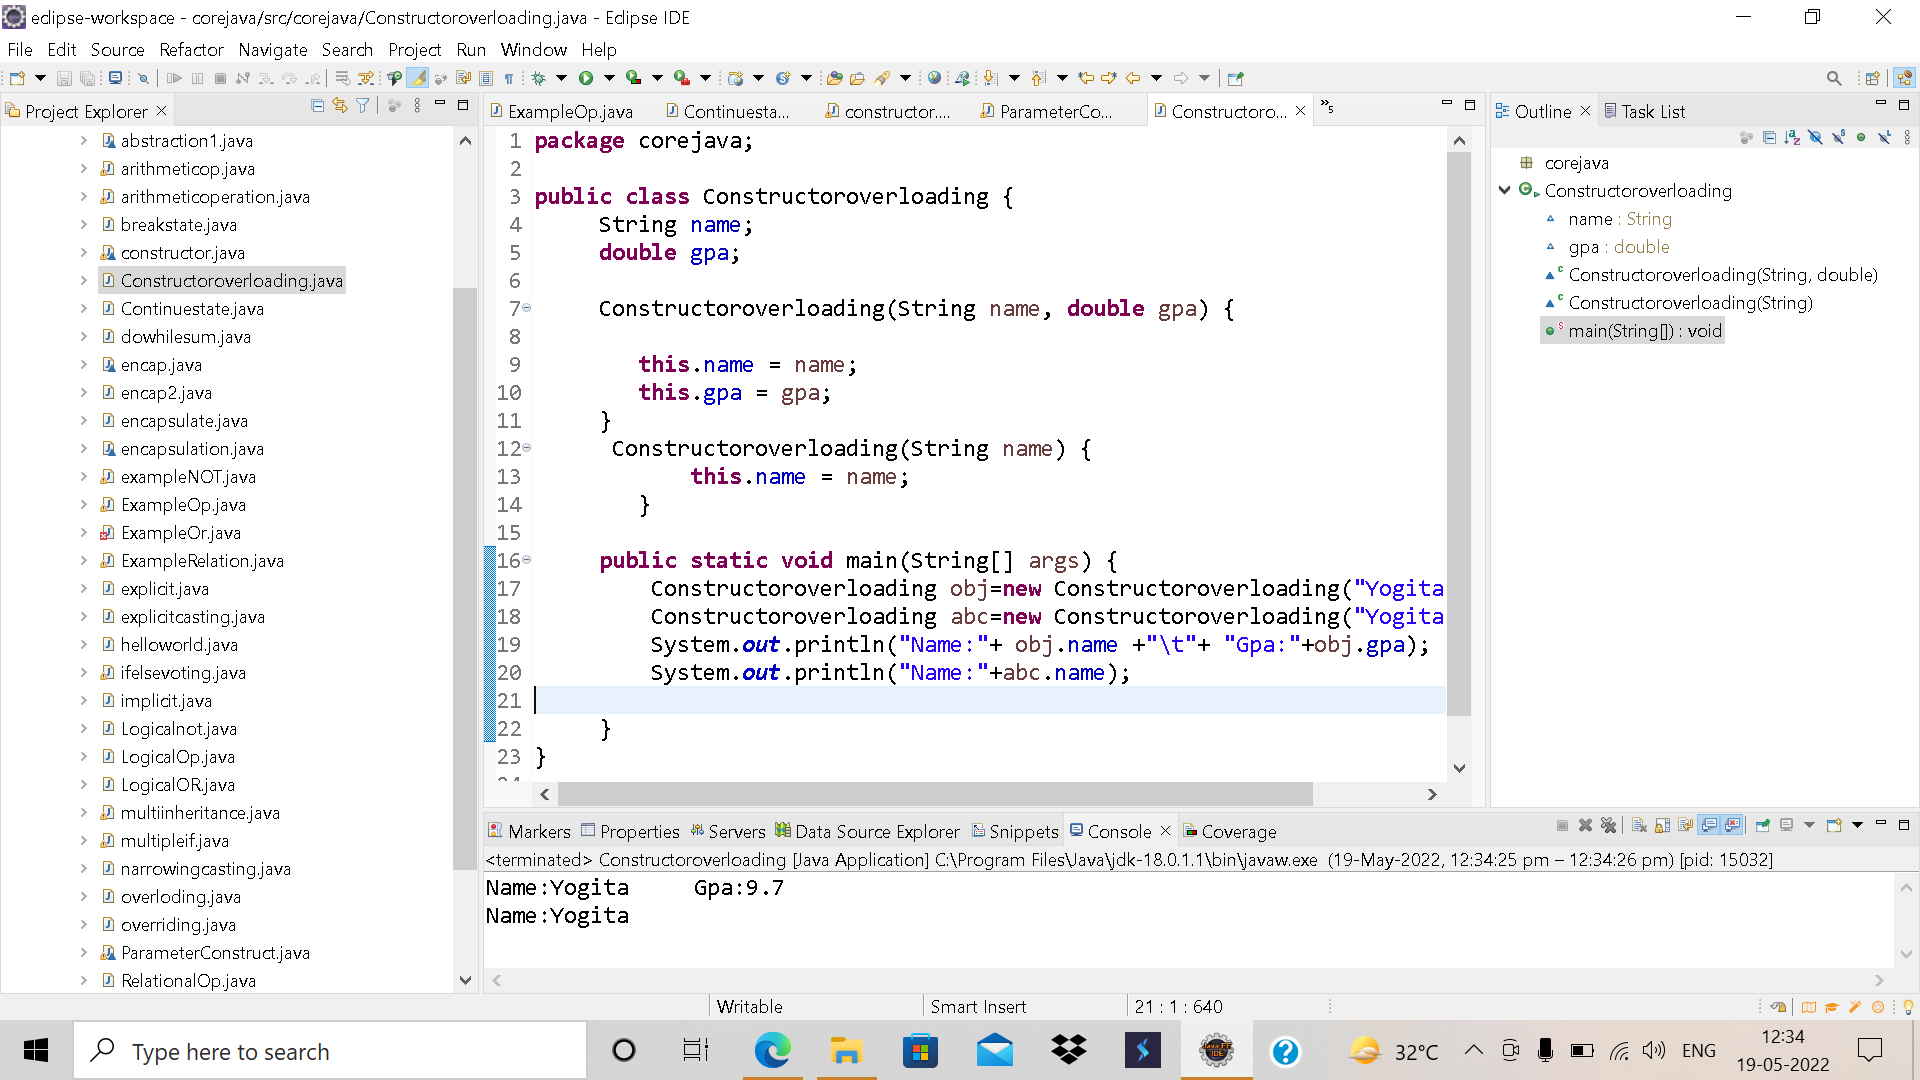 eclipse-workspace - corejava/src/corejava/Constructoroverloading.java - Eclipse IDE
File Edit Source Refactor Navigate Search Project Run Window Help
Project Explorer
abstraction1.java
arithmeticop.java
arithmeticoperation.java
breakstate.java
constructor.java
Constructoroverloading.java
Continuestate.java
dowhilesum.java
encap.java
encap2.java
encapsulate.java
encapsulation.java
exampleNOT.java
ExampleOp.java
ExampleOr.java
ExampleRelation.java
explicit.java
explicitcasting.java
helloworld.java
ifelsevoting.java
implicit.java
Logicalnot.java
LogicalOp.java
LogicalOR.java
multiinheritance.java
multipleif.java
narrowingcasting.java
overloding.java
overriding.java
ParameterConstruct.java
RelationalOp.java
ExampleOp.java Continuesta... constructor.... ParameterCo... Constructoro... »5
1 package corejava;
2
3 public class Constructoroverloading {
4 String name;
5 double gpa;
6
7 Constructoroverloading(String name, double gpa) {
8
9 this.name = name;
10 this.gpa = gpa;
11 }
12 Constructoroverloading(String name) {
13 this.name = name;
14 }
15
16 public static void main(String[] args) {
17 Constructoroverloading obj=new Constructoroverloading("Yogita
18 Constructoroverloading abc=new Constructoroverloading("Yogita
19 System.out.println("Name:"+ obj.name +"\t"+ "Gpa:"+obj.gpa);
20 System.out.println("Name:"+abc.name);
21
22 }
23 }
Outline Task List
corejava
Constructoroverloading
name : String
gpa : double
Constructoroverloading(String, double)
Constructoroverloading(String)
main(String[]) : void
Markers Properties Servers Data Source Explorer Snippets Console Coverage
<terminated> Constructoroverloading [Java Application] C:\Program Files\Java\jdk-18.0.1.1\bin\javaw.exe (19-May-2022, 12:34:25 pm – 12:34:26 pm) [pid: 15032]
Name:Yogita Gpa:9.7
Name:Yogita
Writable Smart Insert 21 : 1 : 640
Type here to search
32°C ENG 12:34
19-05-2022